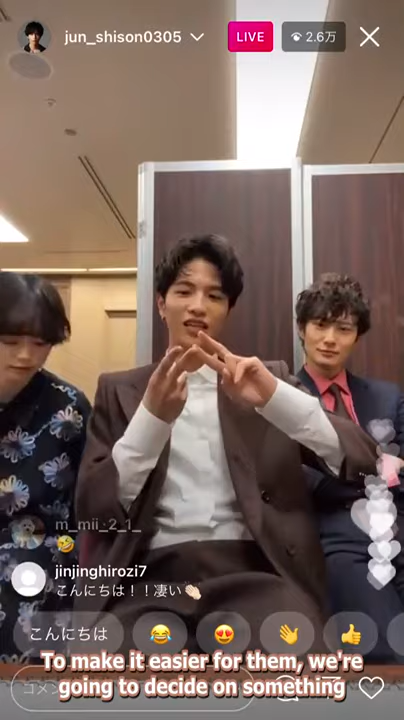 jun_shison0305
LIVE
2.6万
m_mii_2_1_
🤣
jinjinghirozi7
こんにちは！！凄い👏🏻
こんにちは 😂 😍 👋 👍
To make it easier for them, we're
going to decide on something